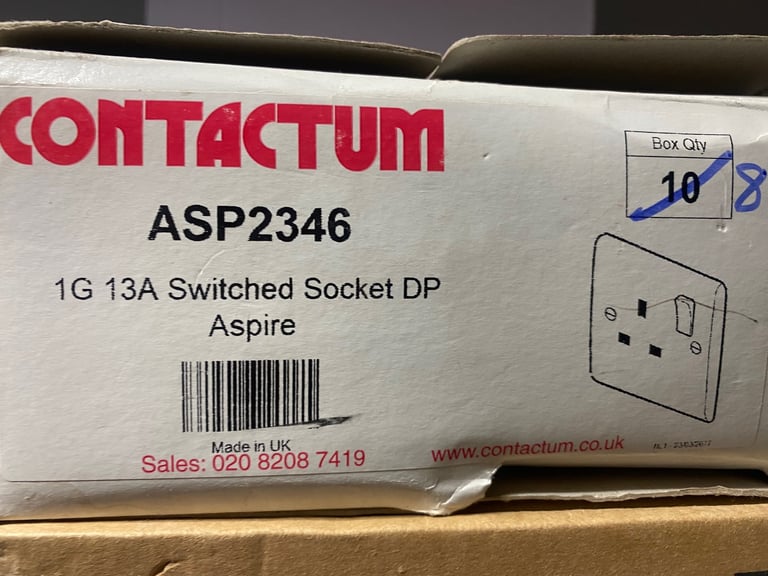 CONTACTUM
Box Qty
10 8
ASP2346
1G 13A Switched Socket DP
Aspire
Made in UK
Sales: 020 8208 7419
www.contactum.co.uk